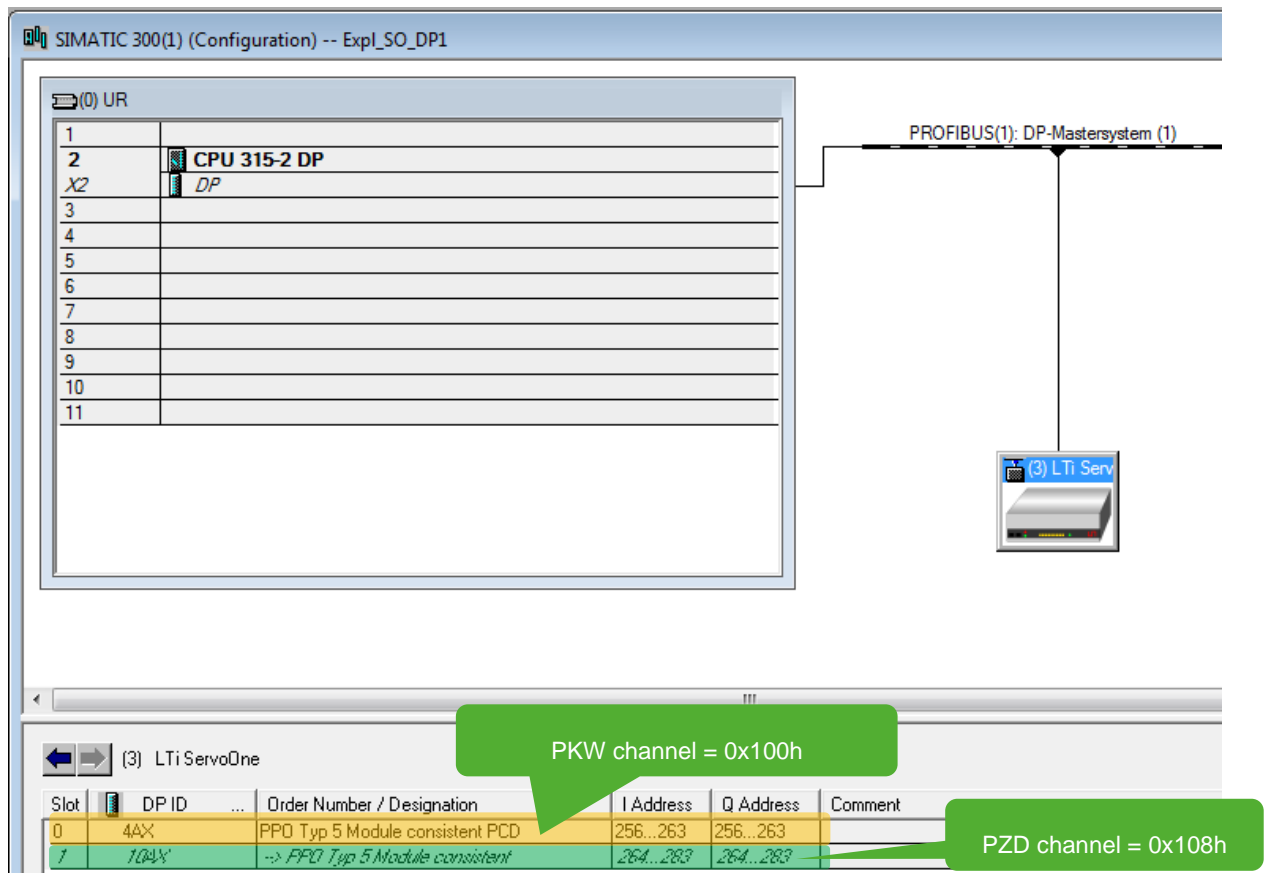 SIMATIC 300(1) (Configuration) -- Expl_SO_DP1
(0) UR
1
2 CPU 315-2 DP
X2 DP
3
4
5
6
7
8
9
10
11
PROFIBUS(1): DP-Mastersystem (1)
(3) LTi Serv
PKW channel = 0x100h
(3) LTi ServoOne
Slot DP ID ... Order Number / Designation I Address Q Address Comment
0 4AX PPO Typ 5 Module consistent PCD 256...263 256...263
1 10AX --> PPO Typ 5 Module consistent 264...283 264...283
PZD channel = 0x108h